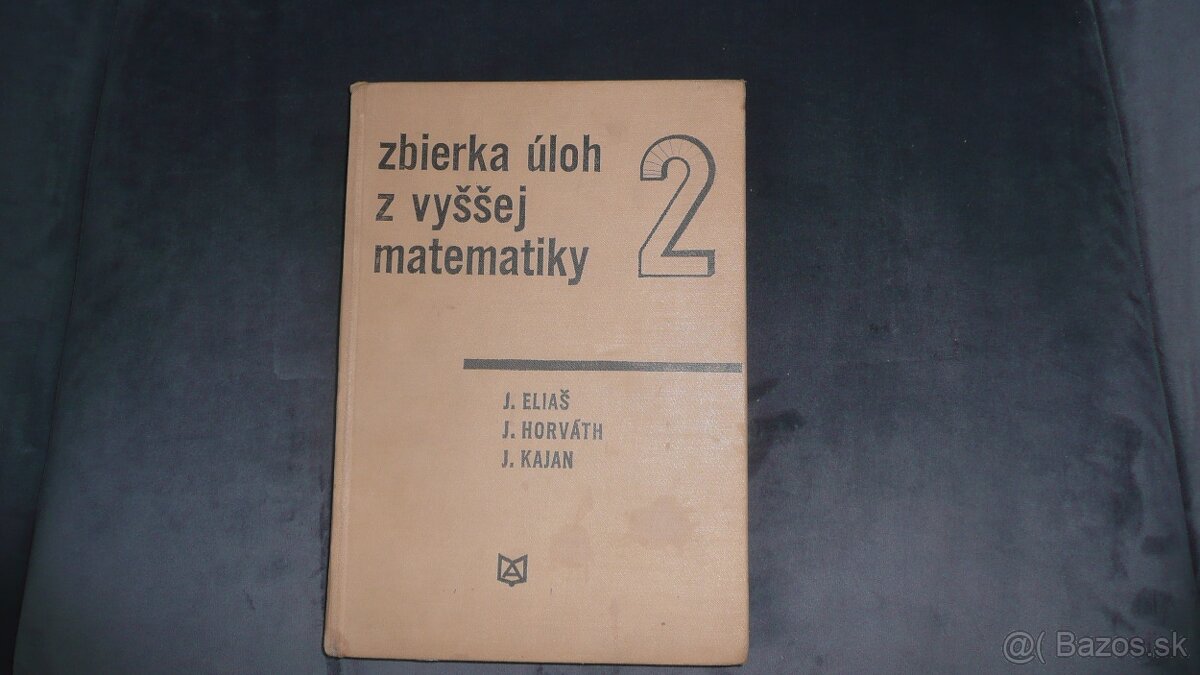 zbierka úloh
z vyššej
matematiky
2
J. ELIAŠ
J. HORVÁTH
J. KAJAN
@( Bazos.sk